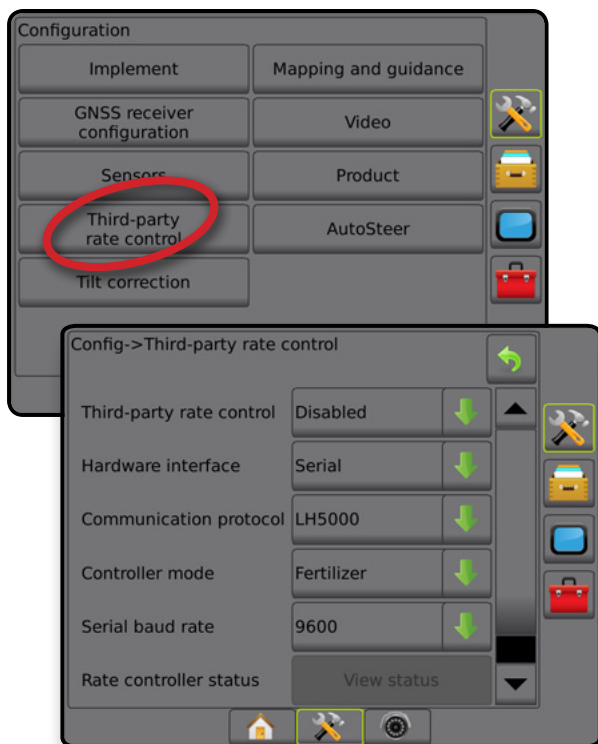 Configuration
Implement
Mapping and guidance
GNSS receiver
configuration
Video
Sensors
Product
Third-party
rate control
AutoSteer
Tilt correction
Config->Third-party rate control
Third-party rate control
Disabled
Hardware interface
Serial
Communication protocol
LH5000
Controller mode
Fertilizer
Serial baud rate
9600
Rate controller status
View status